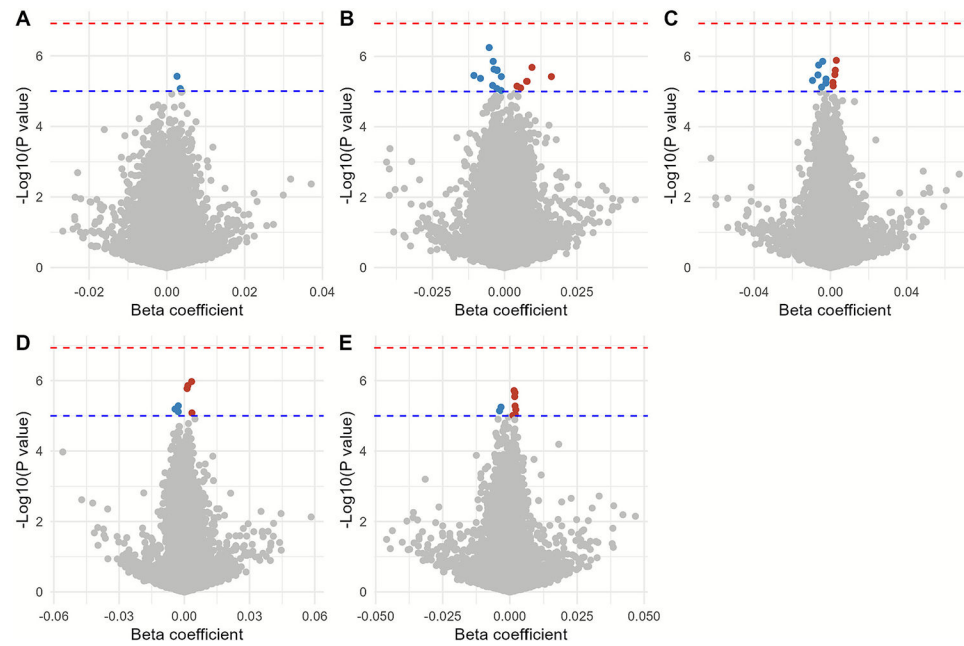 A B C
6 6 6
-Log10(P value) -Log10(P value) -Log10(P value)
4 4 4
2 2 2
0 0 0
-0.02 0.00 0.02 0.04 -0.025 0.000 0.025 -0.04 0.00 0.04
Beta coefficient Beta coefficient Beta coefficient
D E
6 6
-Log10(P value) -Log10(P value)
4 4
2 2
0 0
-0.06 -0.03 0.00 0.03 0.06 -0.050 -0.025 0.000 0.025 0.050
Beta coefficient Beta coefficient